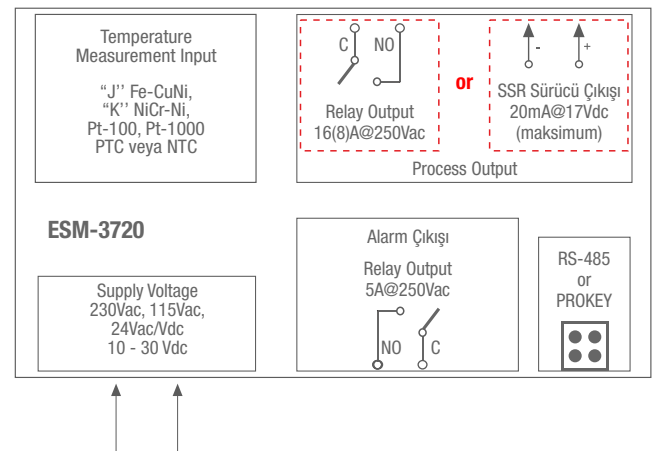 Temperature
Measurement Input
“J’’ Fe-CuNi,
“K’’ NiCr-Ni,
Pt-100, Pt-1000
PTC veya NTC
C NO
Relay Output
16(8)A@250Vac
or
- +
SSR Sürücü Çıkışı
20mA@17Vdc
(maksimum)
Process Output
ESM-3720
Supply Voltage
230Vac, 115Vac,
24Vac/Vdc
10 - 30 Vdc
Alarm Çıkışı
Relay Output
5A@250Vac
NO C
RS-485
or
PROKEY